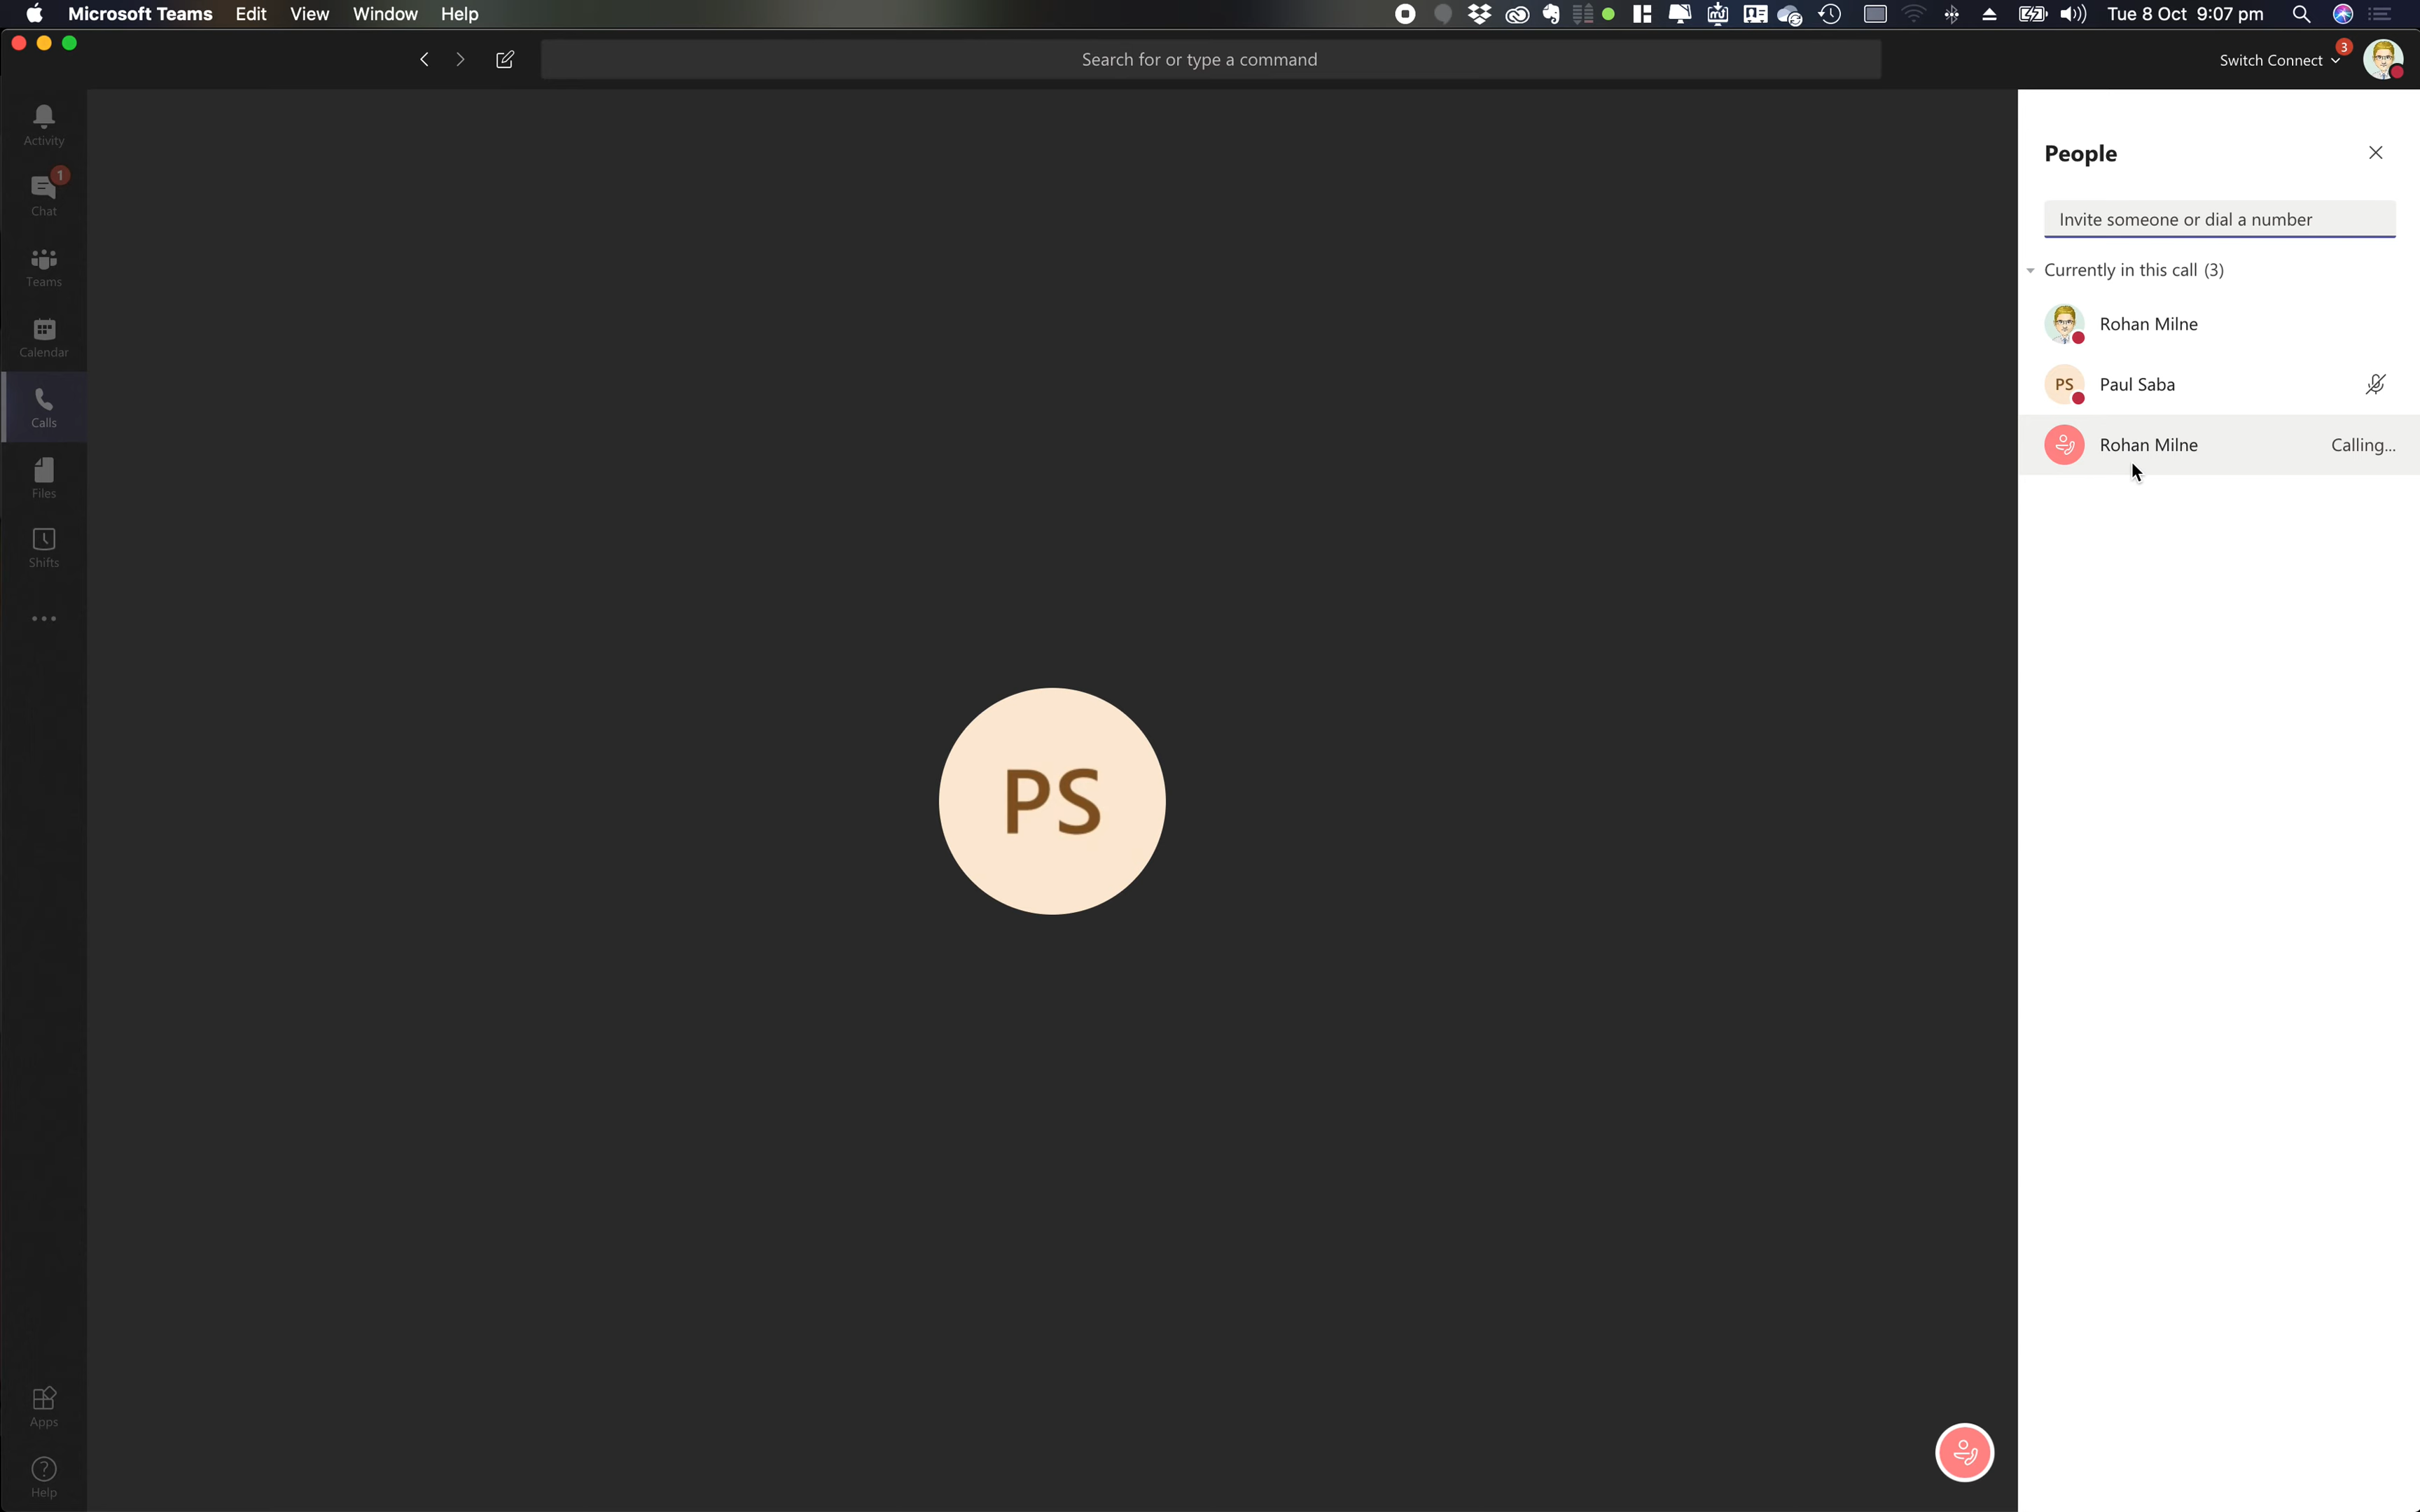 Microsoft Teams Edit View Window Help
Tue 8 Oct 9:07 pm
Search for or type a command
Switch Connect
3
Activity
1
Chat
Teams
Calendar
Calls
Files
Shifts
Apps
Help
PS
People
Invite someone or dial a number
Currently in this call (3)
Rohan Milne
PS Paul Saba
Rohan Milne Calling...